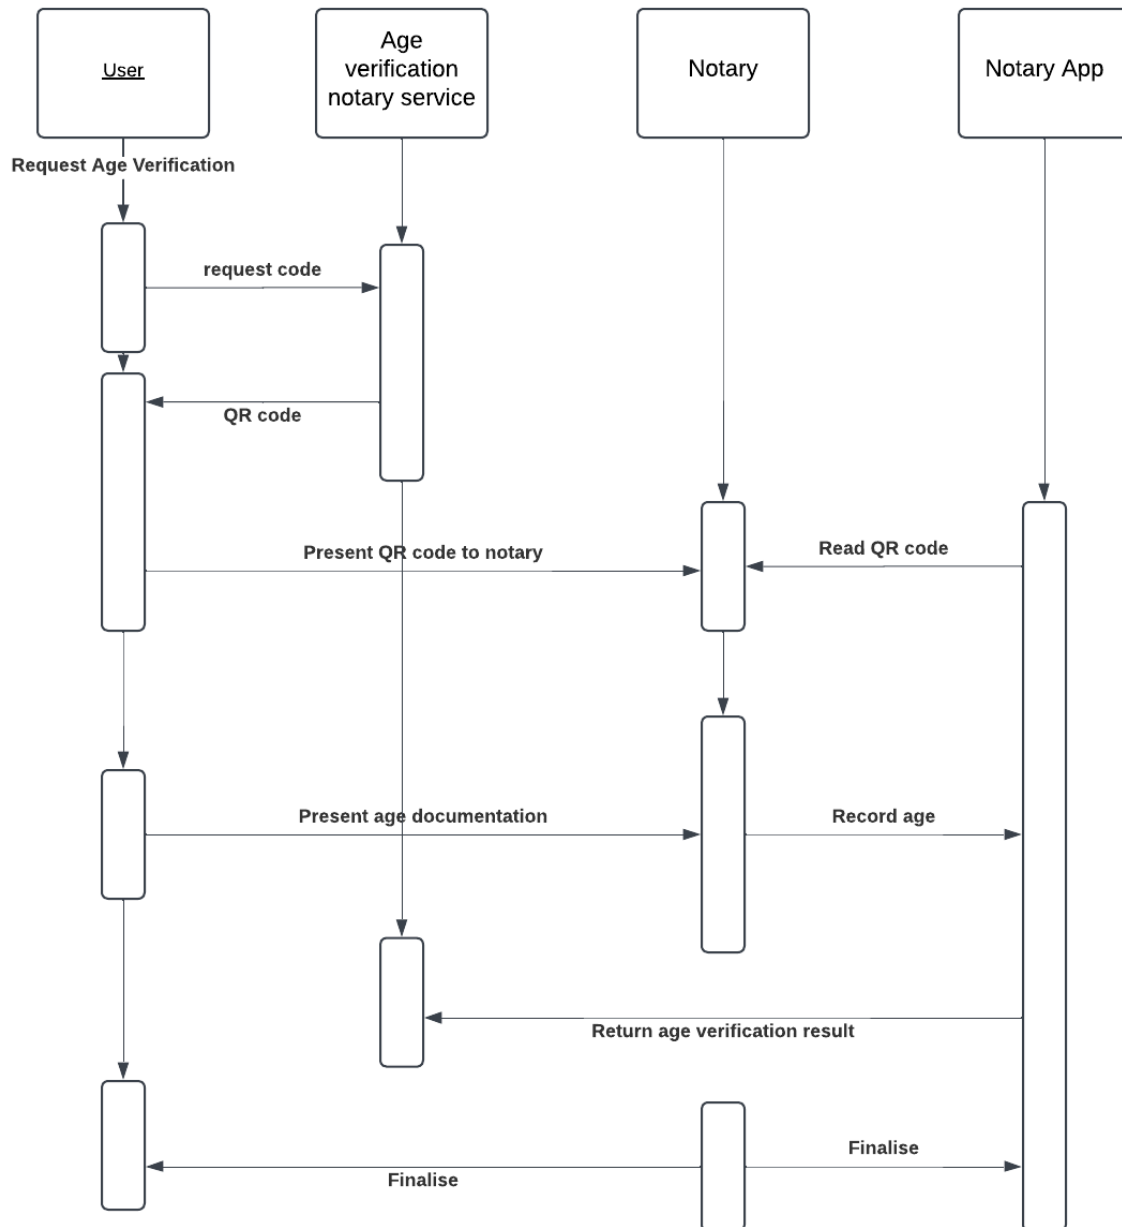 User
Age
verification
notary service
Notary
Notary App
Request Age Verification
request code
QR code
Present QR code to notary
Read QR code
Present age documentation
Record age
Return age verification result
Finalise
Finalise